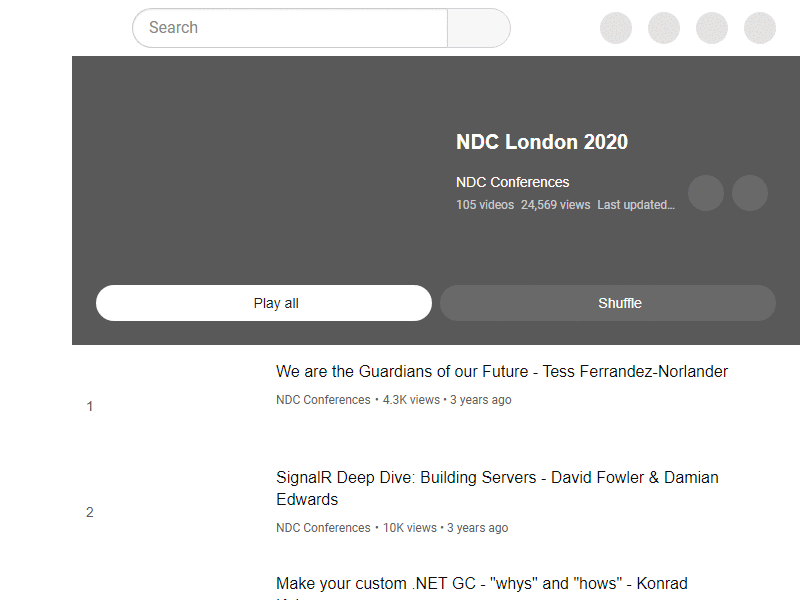 Search
NDC London 2020
NDC Conferences
105 videos 24,569 views Last updated...
Play all
Shuffle
We are the Guardians of our Future - Tess Ferrandez-Norlander
NDC Conferences • 4.3K views • 3 years ago
1
SignalR Deep Dive: Building Servers - David Fowler & Damian
Edwards
NDC Conferences • 10K views • 3 years ago
2
Make your custom .NET GC - "whys" and "hows" - Konrad